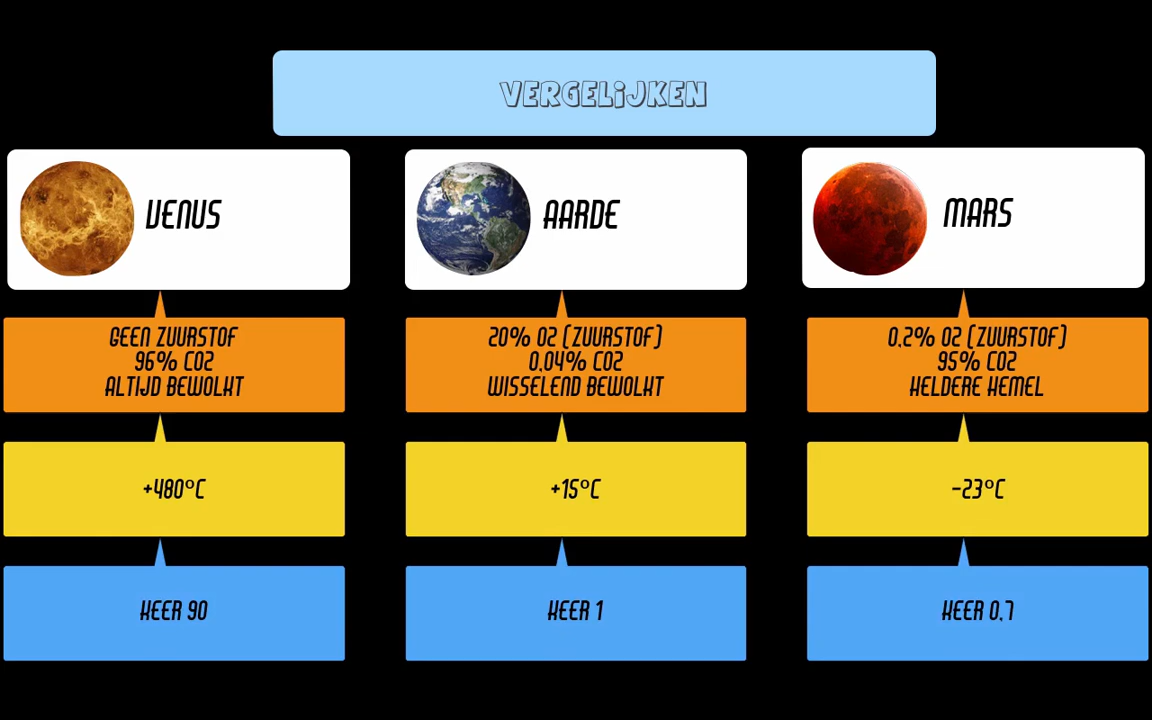 VERGELIJKEN
VENUS
AARDE
MARS
GEEN ZUURSTOF
96% CO2
ALTIJD BEWOLKT
20% O2 (ZUURSTOF)
0,04% CO2
WISSELEND BEWOLKT
0,2% O2 (ZUURSTOF)
95% CO2
HELDERE HEMEL
+480°C
+15°C
-23°C
KEER 90
KEER 1
KEER 0,7